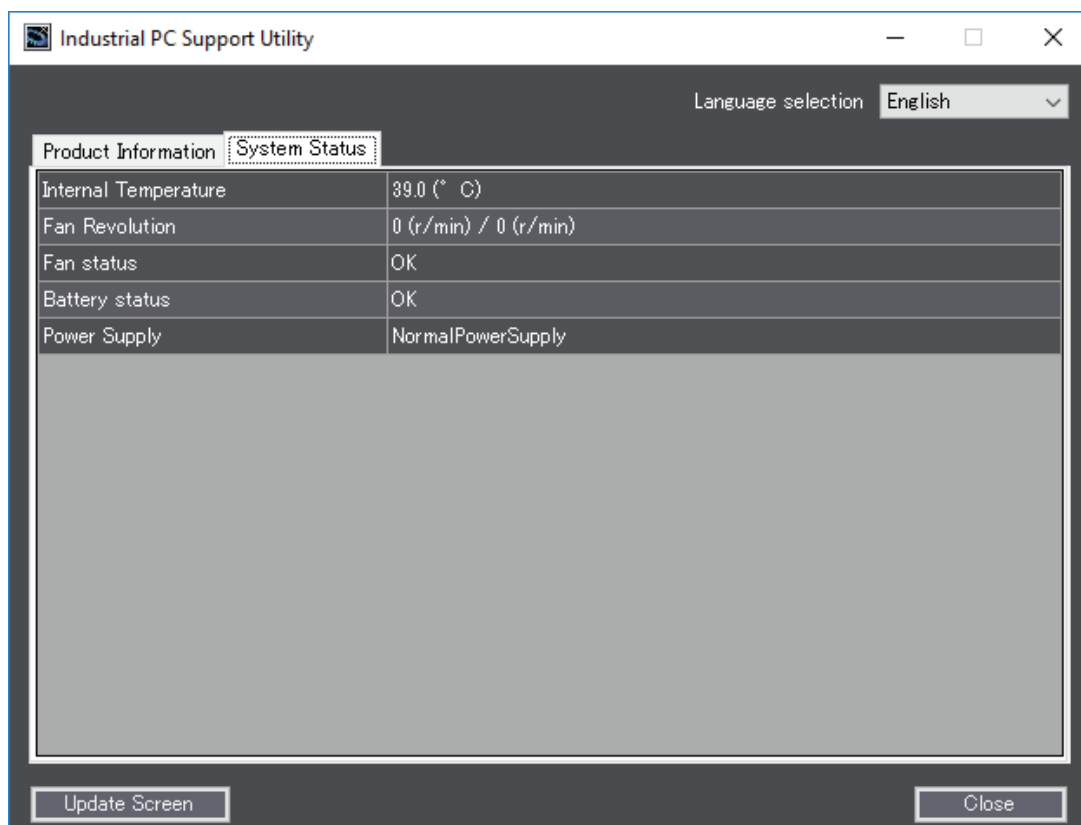 Industrial PC Support Utility
Language selection English
Product Information System Status
Internal Temperature 39.0 (° C)
Fan Revolution 0 (r/min) / 0 (r/min)
Fan status OK
Battery status OK
Power Supply NormalPowerSupply
Update Screen Close